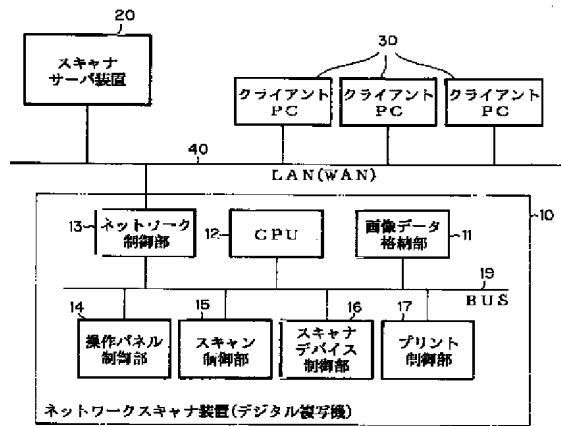 20
スキャナ
サーバ装置
30
クライアント
PC
クライアント
PC
クライアント
PC
40
LAN(WAN)
10
13
ネットワーク
制御部
12
CPU
画像データ
格納部
11
19
BUS
14
操作パネル
制御部
15
スキャン
制御部
16
スキャナ
デバイス
制御部
17
プリント
制御部
ネットワークスキャナ装置(デジタル複写機)